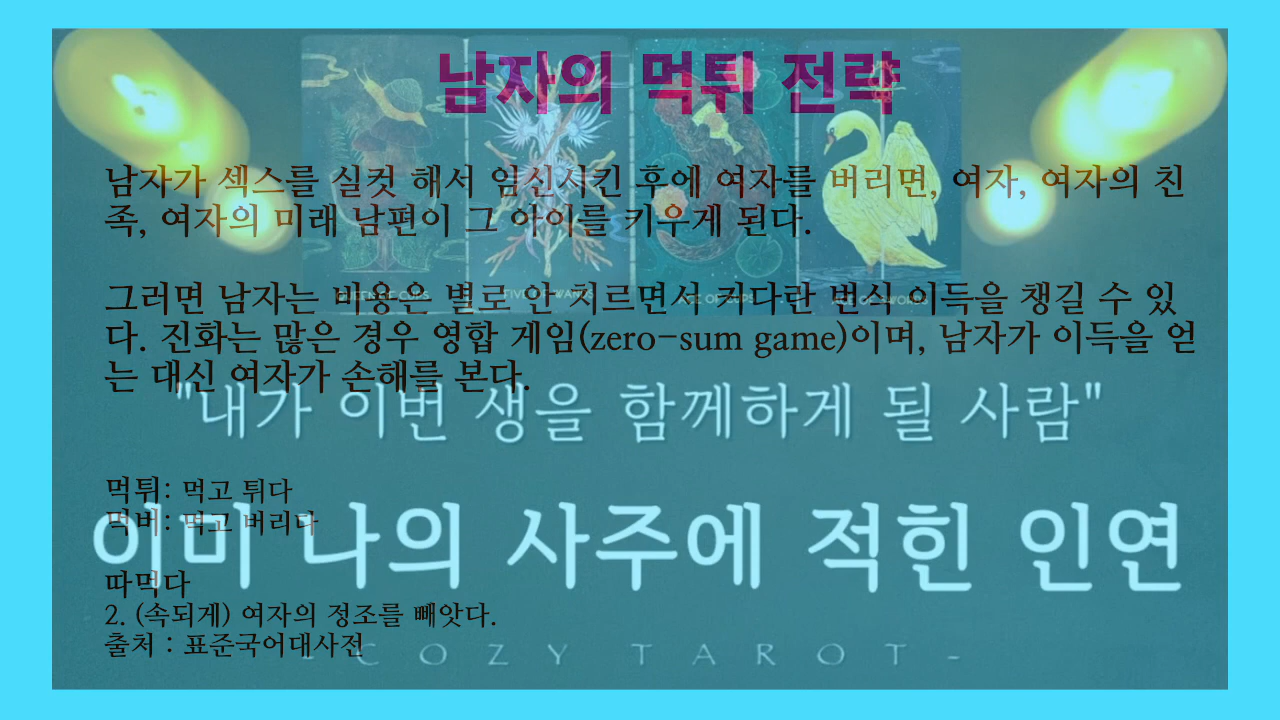 남자의 먹튀 전략
남자가 섹스를 실컷 해서 임신시킨 후에 여자를 버리면, 여자, 여자의 친
족, 여자의 미래 남편이 그 아이를 키우게 된다.
그러면 남자는 비용은 별로 안 치르면서 커다란 번식 이득을 챙길 수 있
다. 진화는 많은 경우 영합 게임(zero-sum game)이며, 남자가 이득을 얻
는 대신 여자가 손해를 본다.
"내가 이번 생을 함께하게 될 사람"
먹튀: 먹고 튀다
먹버: 먹고 버리다
이미 나의 사주에 적힌 인연
따먹다
2. (속되게) 여자의 정조를 빼앗다.
출처 : 표준국어대사전
- COZY TAROT -